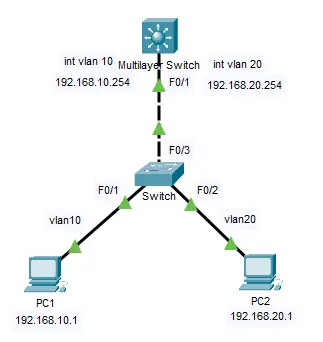 int vlan 10
Multilayer Switch
int vlan 20
192.168.10.254
F0/1
192.168.20.254
F0/3
F0/1
Switch
F0/2
vlan10
vlan20
PC1
PC2
192.168.10.1
192.168.20.1